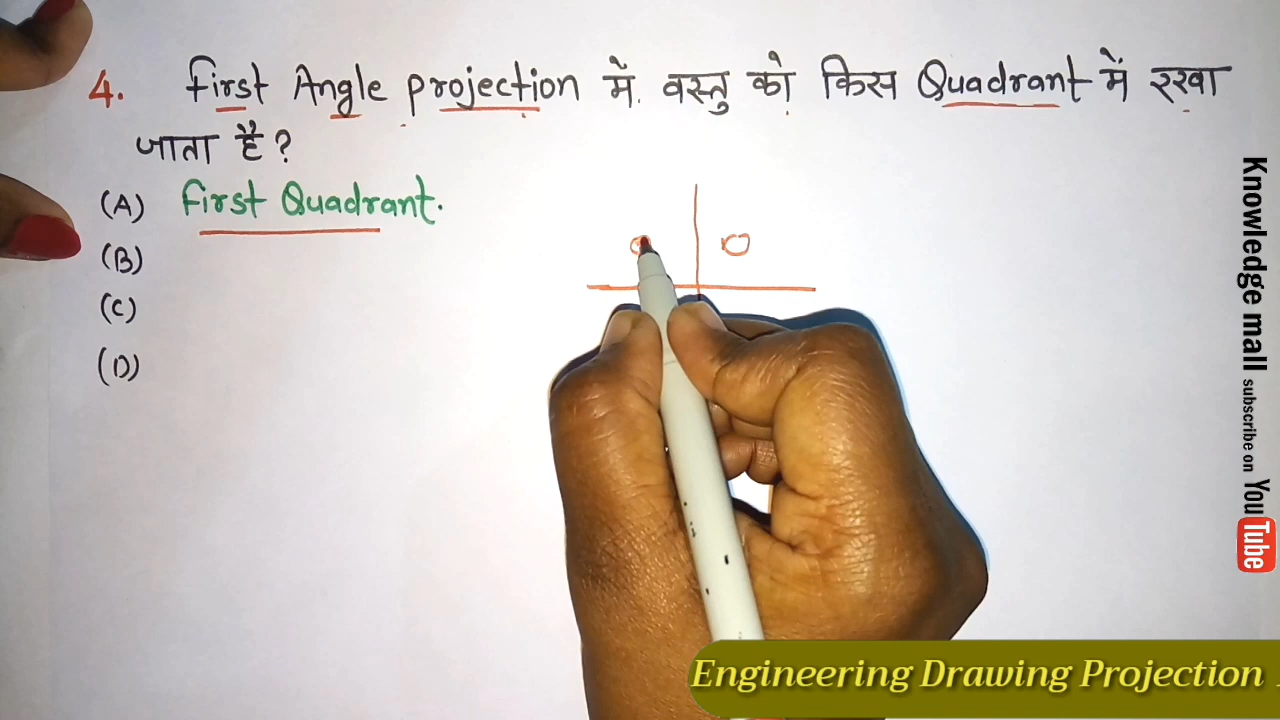 4. First Angle projection में वस्तु को किस Quadrant में रखा
जाता है?
(A) First Quadrant.
(B)
(C)
(D)
Knowledge mall subscribe on YouTube
Engineering Drawing Projection